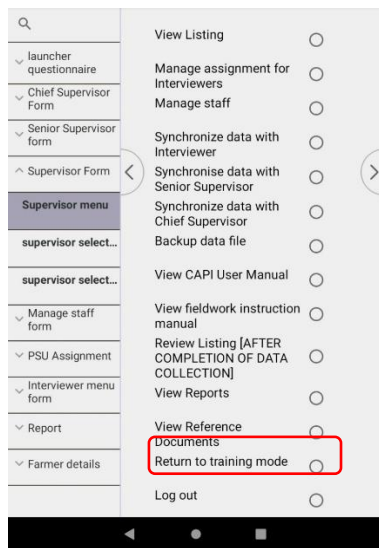 launcher
questionnaire
Chief Supervisor
Form
Senior Supervisor
form
Supervisor Form
Supervisor menu
supervisor select...
supervisor select...
Manage staff
form
PSU Assignment
Interviewer menu
form
Report
Farmer details
View Listing
Manage assignment for
Interviewers
Manage staff
Synchronize data with
Interviewer
Synchronise data with
Senior Supervisor
Synchronize data with
Chief Supervisor
Backup data file
View CAPI User Manual
View fieldwork instruction
manual
Review Listing [AFTER
COMPLETION OF DATA
COLLECTION]
View Reports
View Reference
Documents
Return to training mode
Log out